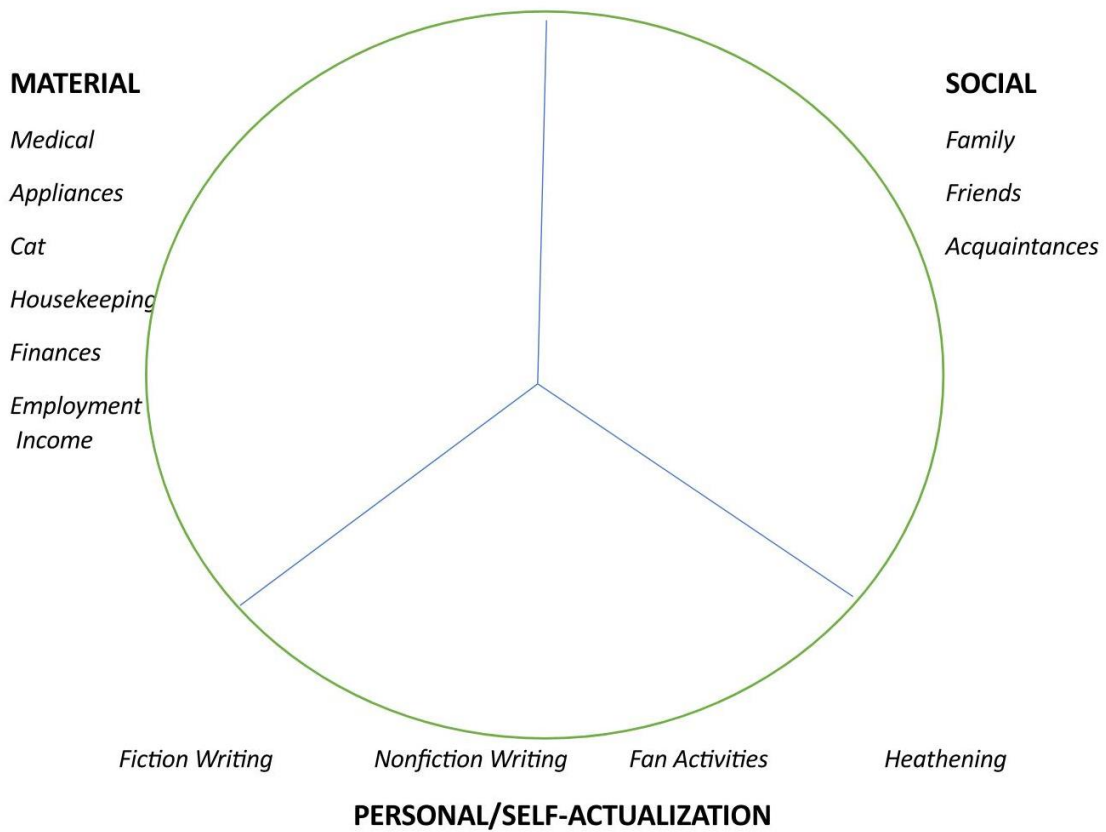 MATERIAL
Medical
Appliances
Cat
Housekeeping
Finances
Employment
Income
SOCIAL
Family
Friends
Acquaintances
Fiction Writing
Nonfiction Writing
Fan Activities
Heathening
PERSONAL/SELF-ACTUALIZATION